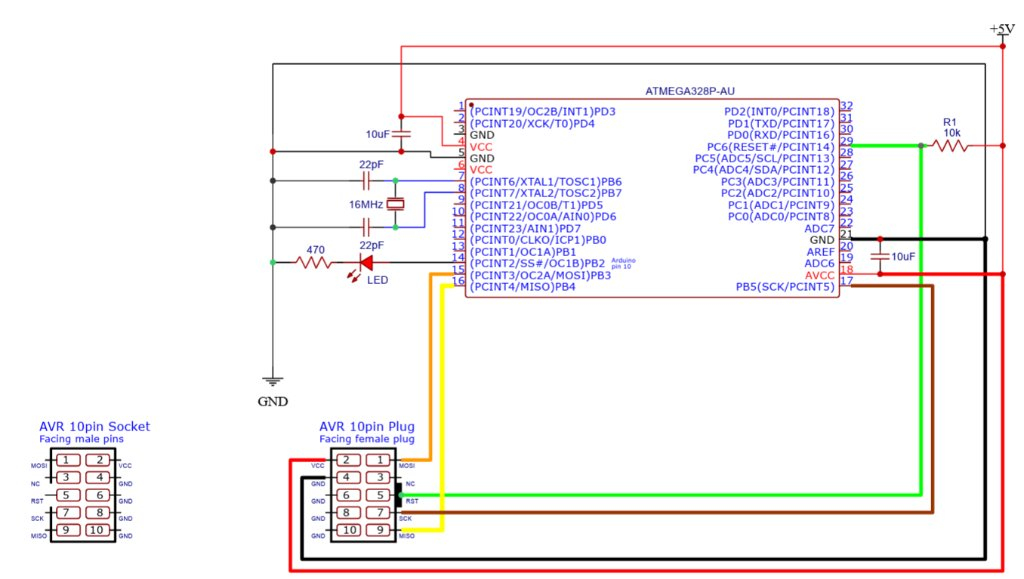 +5V
ATMEGA328P-AU
1 (PCINT19/OC2B/INT1)PD3 PD2(INT0/PCINT18) 32
2 (PCINT20/XCK/T0)PD4 PD1(TXD/PCINT17) 31
3 GND PD0(RXD/PCINT16) 30
4 VCC PC6(RESET#/PCINT14) 29
5 GND PC5(ADC5/SCL/PCINT13) 28
6 VCC PC4(ADC4/SDA/PCINT12) 27
7 (PCINT6/XTAL1/TOSC1)PB6 PC3(ADC3/PCINT11) 26
8 (PCINT7/XTAL2/TOSC2)PB7 PC2(ADC2/PCINT10) 25
9 (PCINT21/OC0B/T1)PD5 PC1(ADC1/PCINT9) 24
10 (PCINT22/OC0A/AIN0)PD6 PC0(ADC0/PCINT8) 23
11 (PCINT23/AIN1)PD7 ADC7 22
12 (PCINT0/CLKO/ICP1)PB0 GND 21
13 (PCINT1/OC1A)PB1 AREF 20
14 (PCINT2/SS#/OC1B)PB2 ADC6 19
15 (PCINT3/OC2A/MOSI)PB3 AVCC 18
16 (PCINT4/MISO)PB4 PB5(SCK/PCINT5) 17
Arduino
pin 10
R1
10k
10uF
22pF
16MHz
22pF
470
LED
10uF
GND
AVR 10pin Socket
Facing male pins
1 2
MOSI VCC
3 4
NC GND
5 6
RST GND
7 8
SCK GND
9 10
MISO GND
AVR 10pin Plug
Facing female plug
2 1
VCC MOSI
4 3
GND NC
6 5
GND RST
8 7
GND SCK
10 9
GND MISO